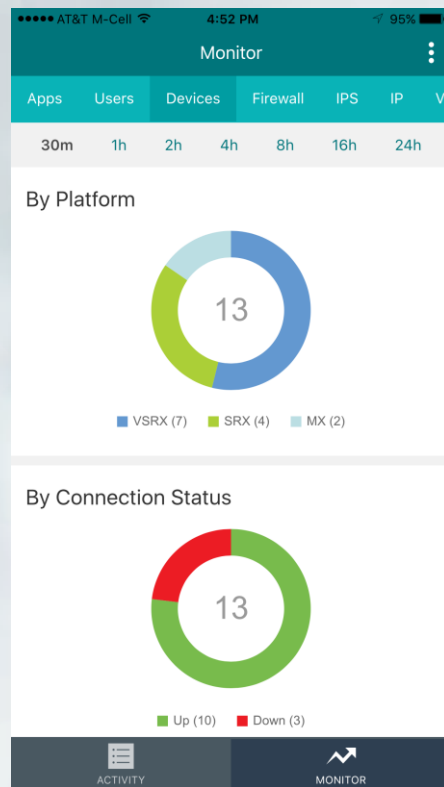 AT&T M-Cell 4:52 PM 95%
Monitor
Apps Users Devices Firewall IPS IP V
30m 1h 2h 4h 8h 16h 24h
By Platform
13
VSRX (7) SRX (4) MX (2)
By Connection Status
13
Up (10) Down (3)
ACTIVITY MONITOR